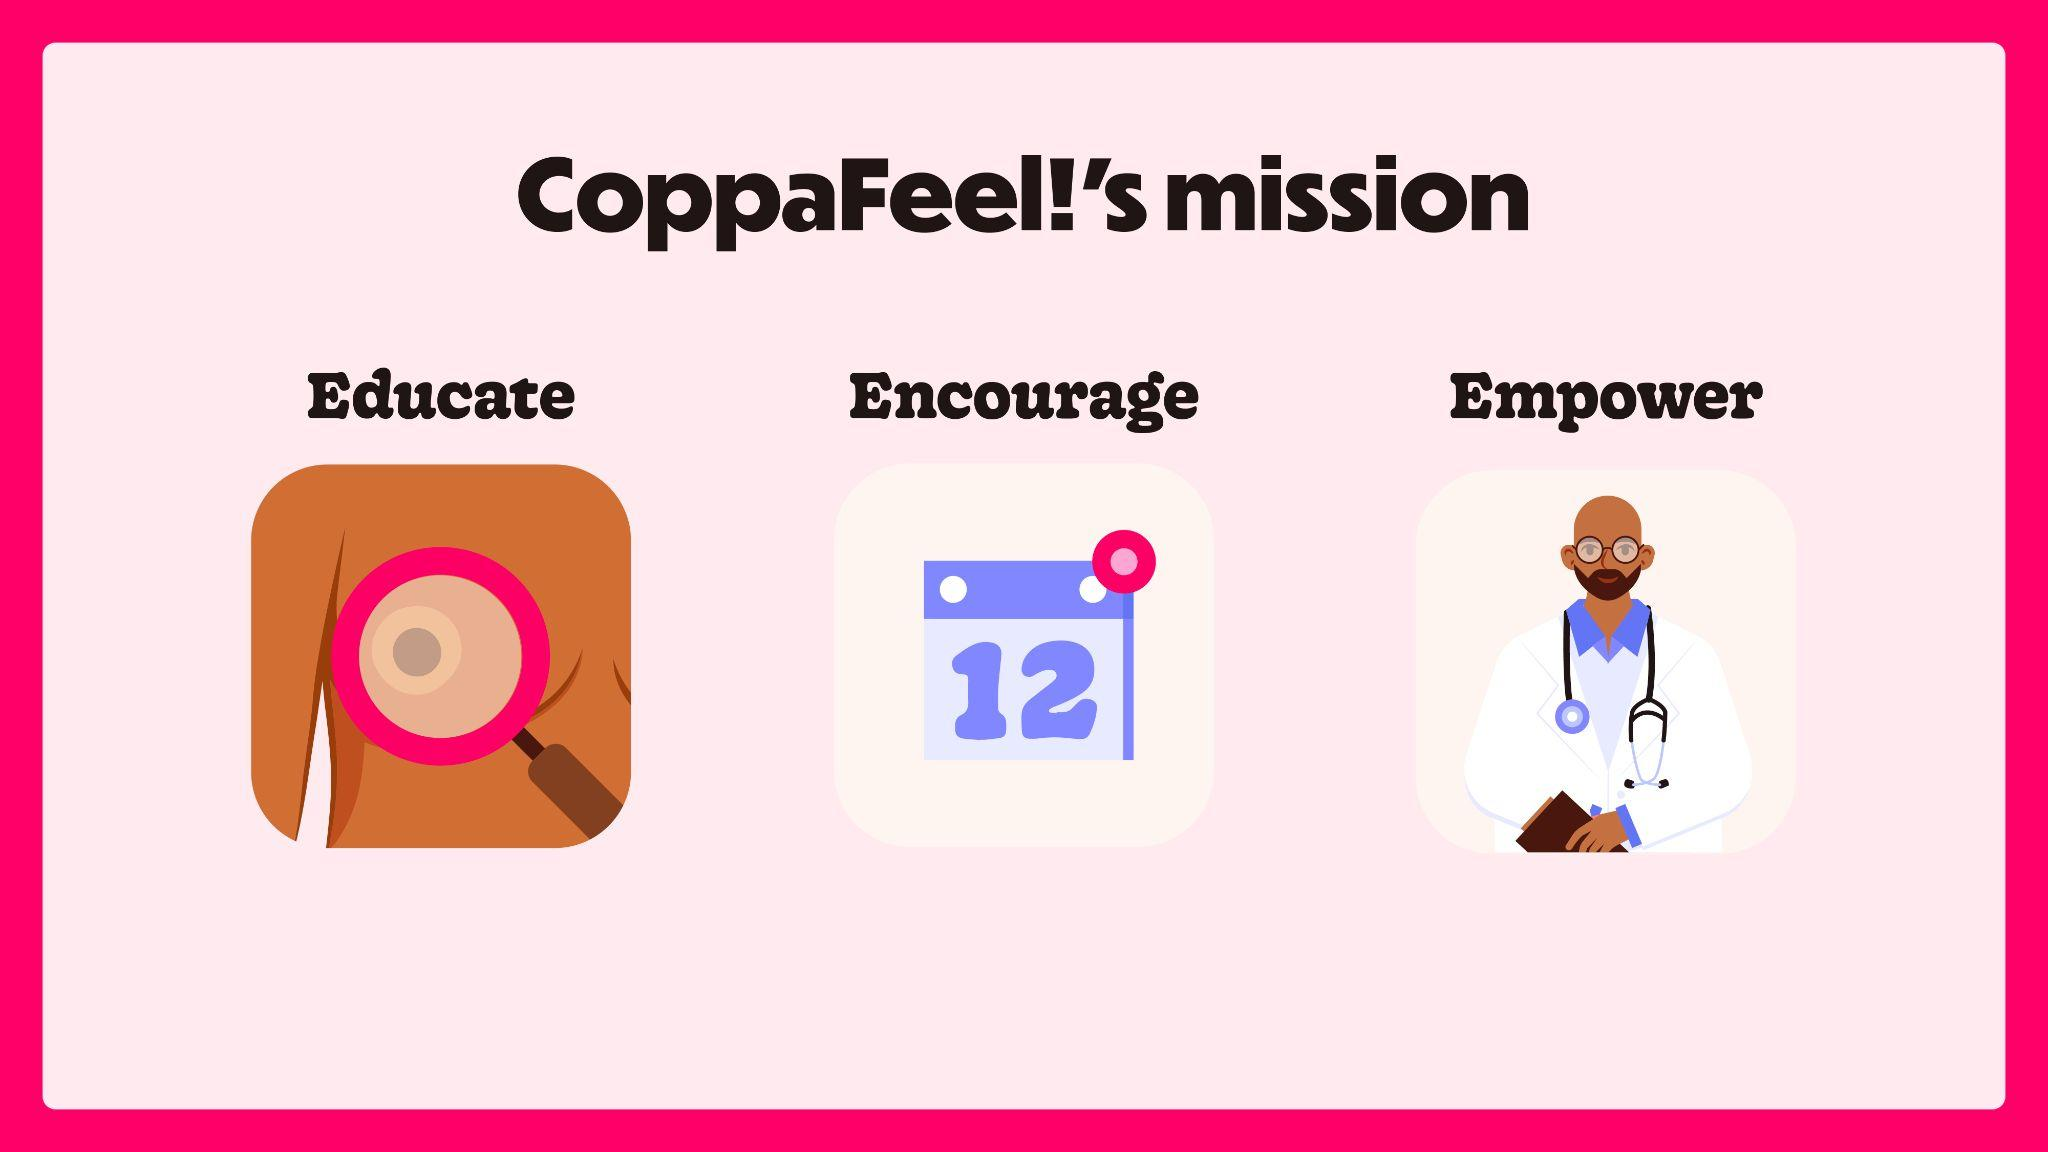 CoppaFeel!’s mission
Educate
Encourage
Empower
12